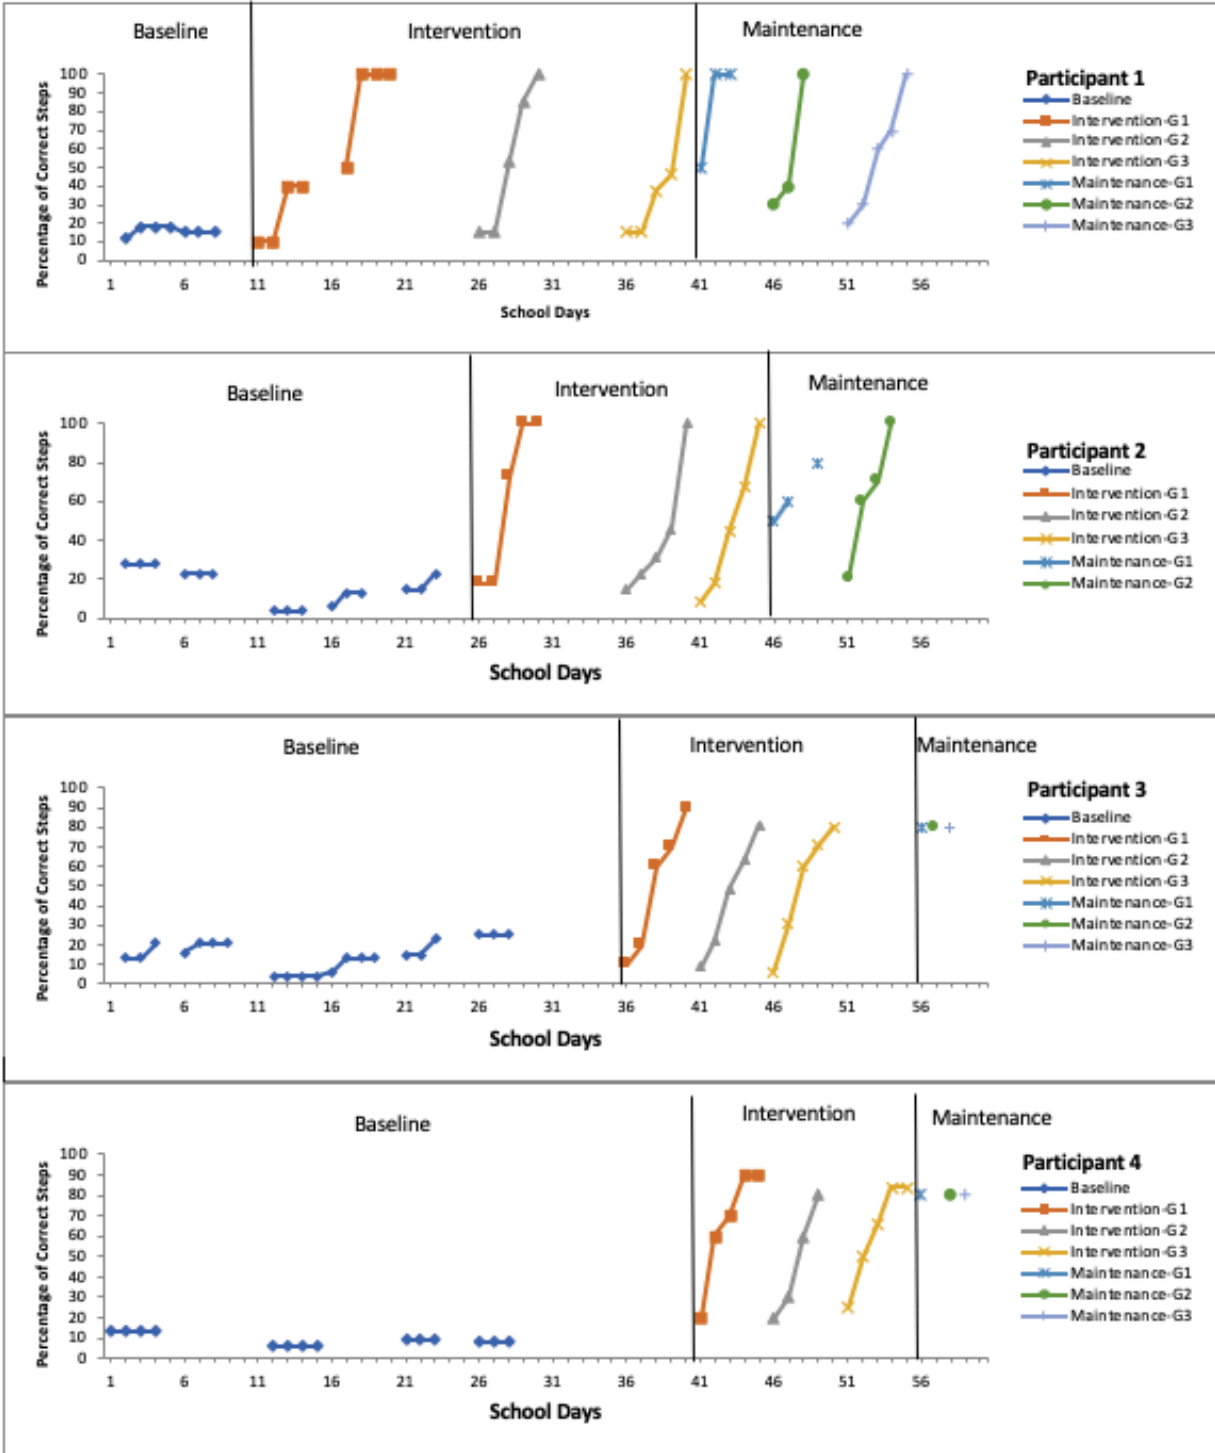 Baseline
Intervention
Maintenance
Percentage of Correct Steps
100
90
80
70
60
50
40
30
20
10
0
1 6 11 16 21 26 31 36 41 46 51 56
School Days
Participant 1
Baseline
Intervention-G1
Intervention-G2
Intervention-G3
Maintenance-G1
Maintenance-G2
Maintenance-G3
Baseline
Intervention
Maintenance
Percentage of Correct Steps
100
80
60
40
20
0
1 6 11 16 21 26 31 36 41 46 51 56
School Days
Participant 2
Baseline
Intervention-G1
Intervention-G2
Intervention-G3
Maintenance-G1
Maintenance-G2
Baseline
Intervention
Maintenance
Percentage of Correct Steps
100
90
80
70
60
50
40
30
20
10
0
1 6 11 16 21 26 31 36 41 46 51 56
School Days
Participant 3
Baseline
Intervention-G1
Intervention-G2
Intervention-G3
Maintenance-G1
Maintenance-G2
Maintenance-G3
Baseline
Intervention
Maintenance
Percentage of Correct Steps
100
90
80
70
60
50
40
30
20
10
0
1 6 11 16 21 26 31 36 41 46 51 56
School Days
Participant 4
Baseline
Intervention-G1
Intervention-G2
Intervention-G3
Maintenance-G1
Maintenance-G2
Maintenance-G3